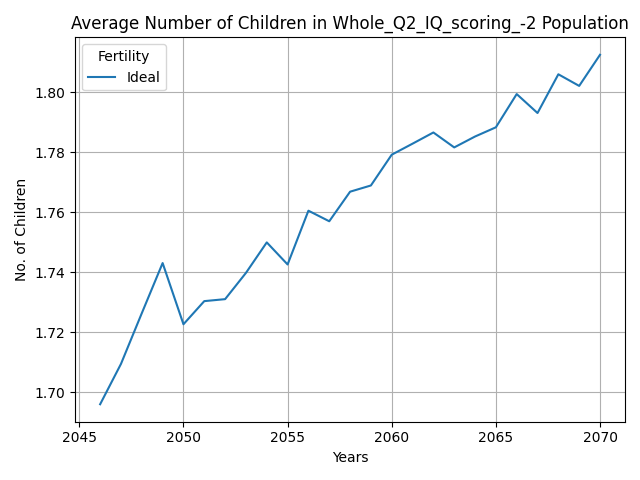 Average Number of Children in Whole_Q2_IQ_scoring_-2 Population
Fertility
Ideal
1.80
1.78
1.76
1.74
1.72
1.70
No. of Children
2045 2050 2055 2060 2065 2070
Years